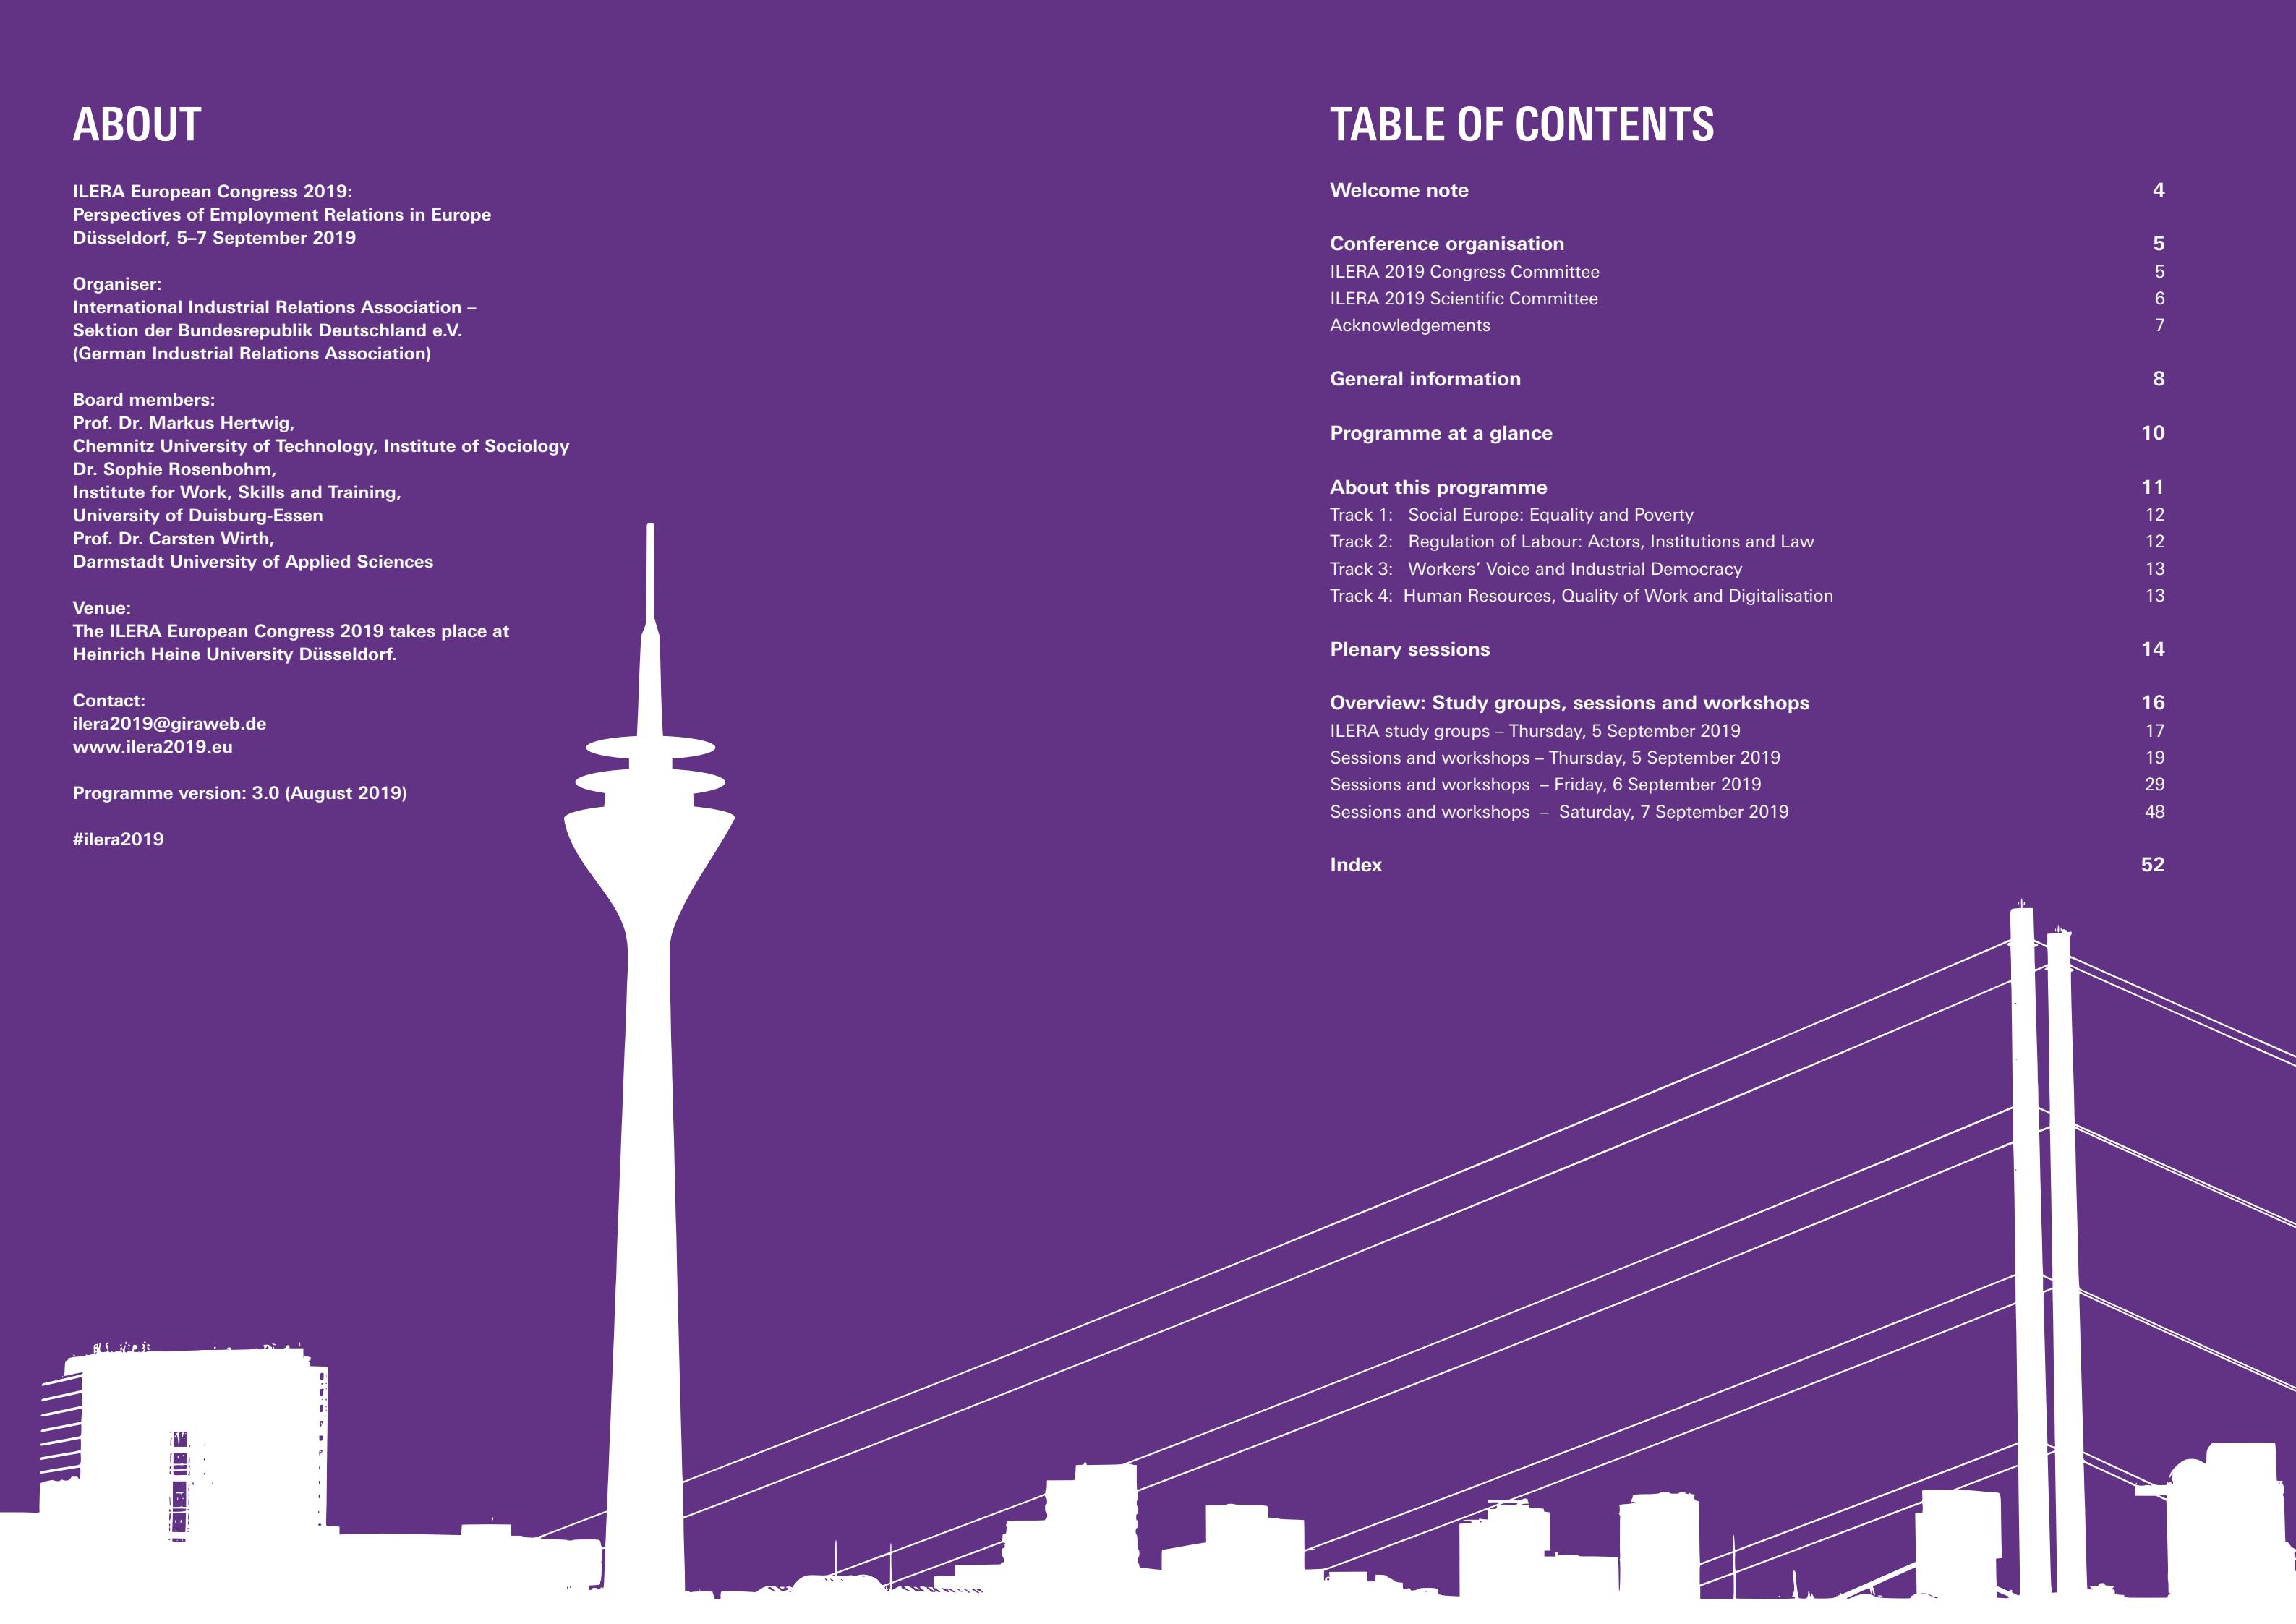 ABOUT
ILERA European Congress 2019:
Perspectives of Employment Relations in Europe
Düsseldorf, 5–7 September 2019
Organiser:
International Industrial Relations Association –
Sektion der Bundesrepublik Deutschland e.V.
(German Industrial Relations Association)
Board members:
Prof. Dr. Markus Hertwig,
Chemnitz University of Technology, Institute of Sociology
Dr. Sophie Rosenbohm,
Institute for Work, Skills and Training,
University of Duisburg-Essen
Prof. Dr. Carsten Wirth,
Darmstadt University of Applied Sciences
Venue:
The ILERA European Congress 2019 takes place at
Heinrich Heine University Düsseldorf.
Contact:
ilera2019@giraweb.de
www.ilera2019.eu
Programme version: 3.0 (August 2019)
#ilera2019
TABLE OF CONTENTS
Welcome note 4
Conference organisation 5
ILERA 2019 Congress Committee 5
ILERA 2019 Scientific Committee 6
Acknowledgements 7
General information 8
Programme at a glance 10
About this programme 11
Track 1: Social Europe: Equality and Poverty 12
Track 2: Regulation of Labour: Actors, Institutions and Law 12
Track 3: Workers’ Voice and Industrial Democracy 13
Track 4: Human Resources, Quality of Work and Digitalisation 13
Plenary sessions 14
Overview: Study groups, sessions and workshops 16
ILERA study groups – Thursday, 5 September 2019 17
Sessions and workshops – Thursday, 5 September 2019 19
Sessions and workshops – Friday, 6 September 2019 29
Sessions and workshops – Saturday, 7 September 2019 48
Index 52